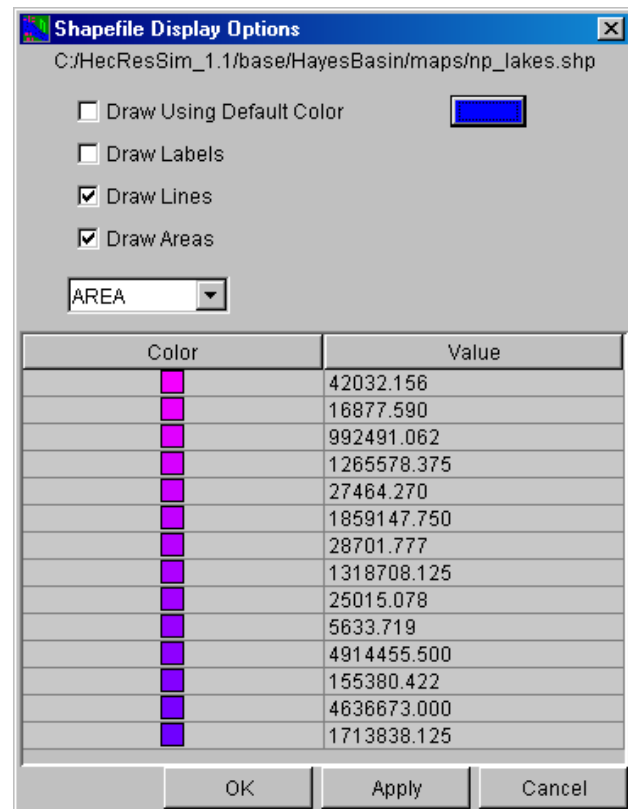 Shapefile Display Options
C:/HecResSim_1.1/base/HayesBasin/maps/np_lakes.shp
Draw Using Default Color
Draw Labels
Draw Lines
Draw Areas
AREA
Color Value
42032.156
16877.590
992491.062
1265578.375
27464.270
1859147.750
28701.777
1318708.125
25015.078
5633.719
4914455.500
155380.422
4636673.000
1713838.125
OK Apply Cancel